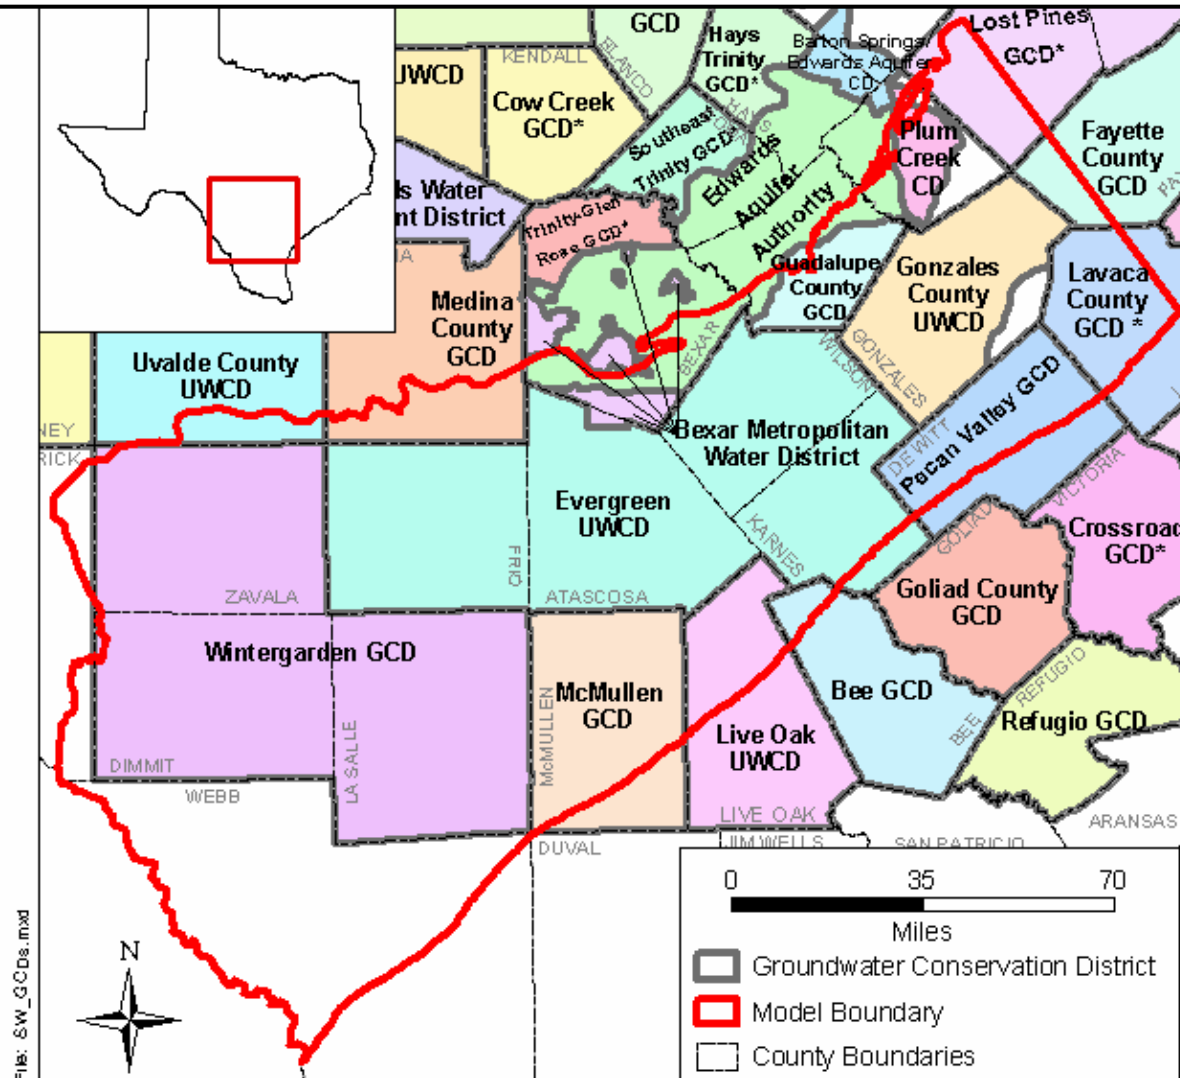 GCD
Hays
Trinity
GCD*
Barton Springs/
Edwards Aquifer
CD
Lost Pines
GCD*
KENDALL
BLANCO
UWCD
Cow Creek
GCD*
HAYS
Southeast
Trinity GCD*
Edwards
Aquifer
Authority
Plum
Creek
CD
Fayette
County
GCD
ls Water
nt District
Trinity-Glen
Rose GCD*
Guadalupe
County
GCD
Gonzales
County
UWCD
Lavaca
County
GCD *
Medina
County
GCD
Uvalde County
UWCD
BEXAR
WILSON
GONZALES
NEY
RICK
Bexar Metropolitan
Water District
DEWITT
Pecan Valley GCD
VICTORIA
Evergreen
UWCD
KARNES
GOLIAD
Crossroad
GCD*
FRIO
ZAVALA
ATASCOSA
Goliad County
GCD
Wintergarden GCD
McMULLEN
McMullen
GCD
Bee GCD
REFUGIO
BEE
Refugio GCD
Live Oak
UWCD
DIMMIT
WEBB
LA SALLE
LIVE OAK
ARANSAS
DUVAL
JIM WELLS
SAN PATRICIO
0 35 70
Miles
Groundwater Conservation District
Model Boundary
County Boundaries
N
File: SW_GCDs.mxd